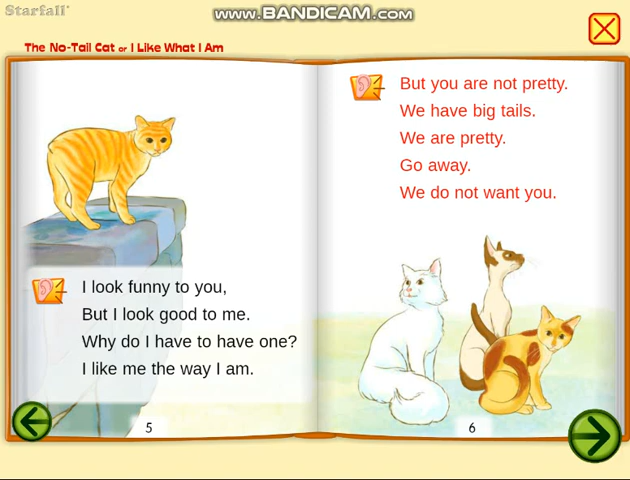 Starfall
www.BANDICAM.com
The No-Tail Cat or I Like What I Am
I look funny to you,
But I look good to me.
Why do I have to have one?
I like me the way I am.
5
But you are not pretty.
We have big tails.
We are pretty.
Go away.
We do not want you.
6